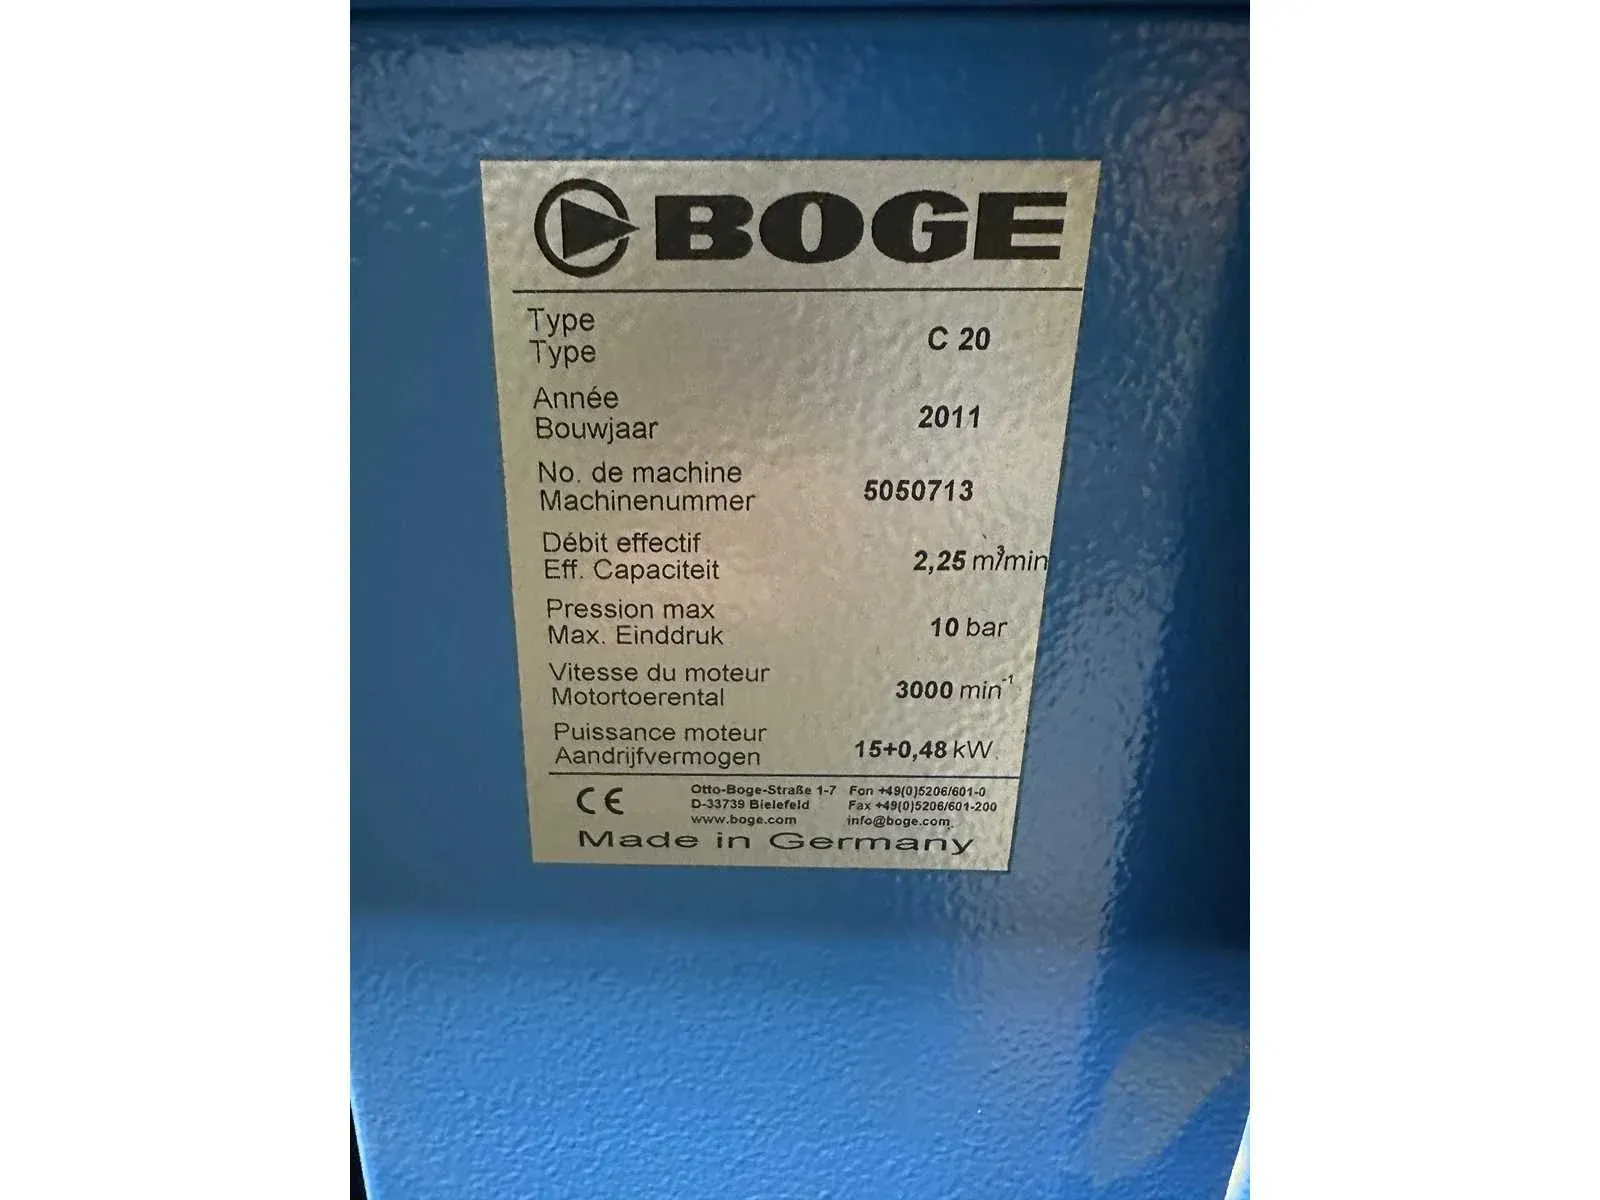 BOGE
Type
Type
C 20
Année
Bouwjaar
2011
No. de machine
Machinenummer
5050713
Débit effectif
Eff. Capaciteit
2,25 m³/min
Pression max
Max. Einddruk
10 bar
Vitesse du moteur
Motortoerental
3000 min⁻¹
Puissance moteur
Aandrijfvermogen
15+0,48 kW
CE
Otto-Boge-Straße 1-7 Fon +49(0)5206/601-0
D-33739 Bielefeld Fax +49(0)5206/601-200
www.boge.com info@boge.com
Made in Germany